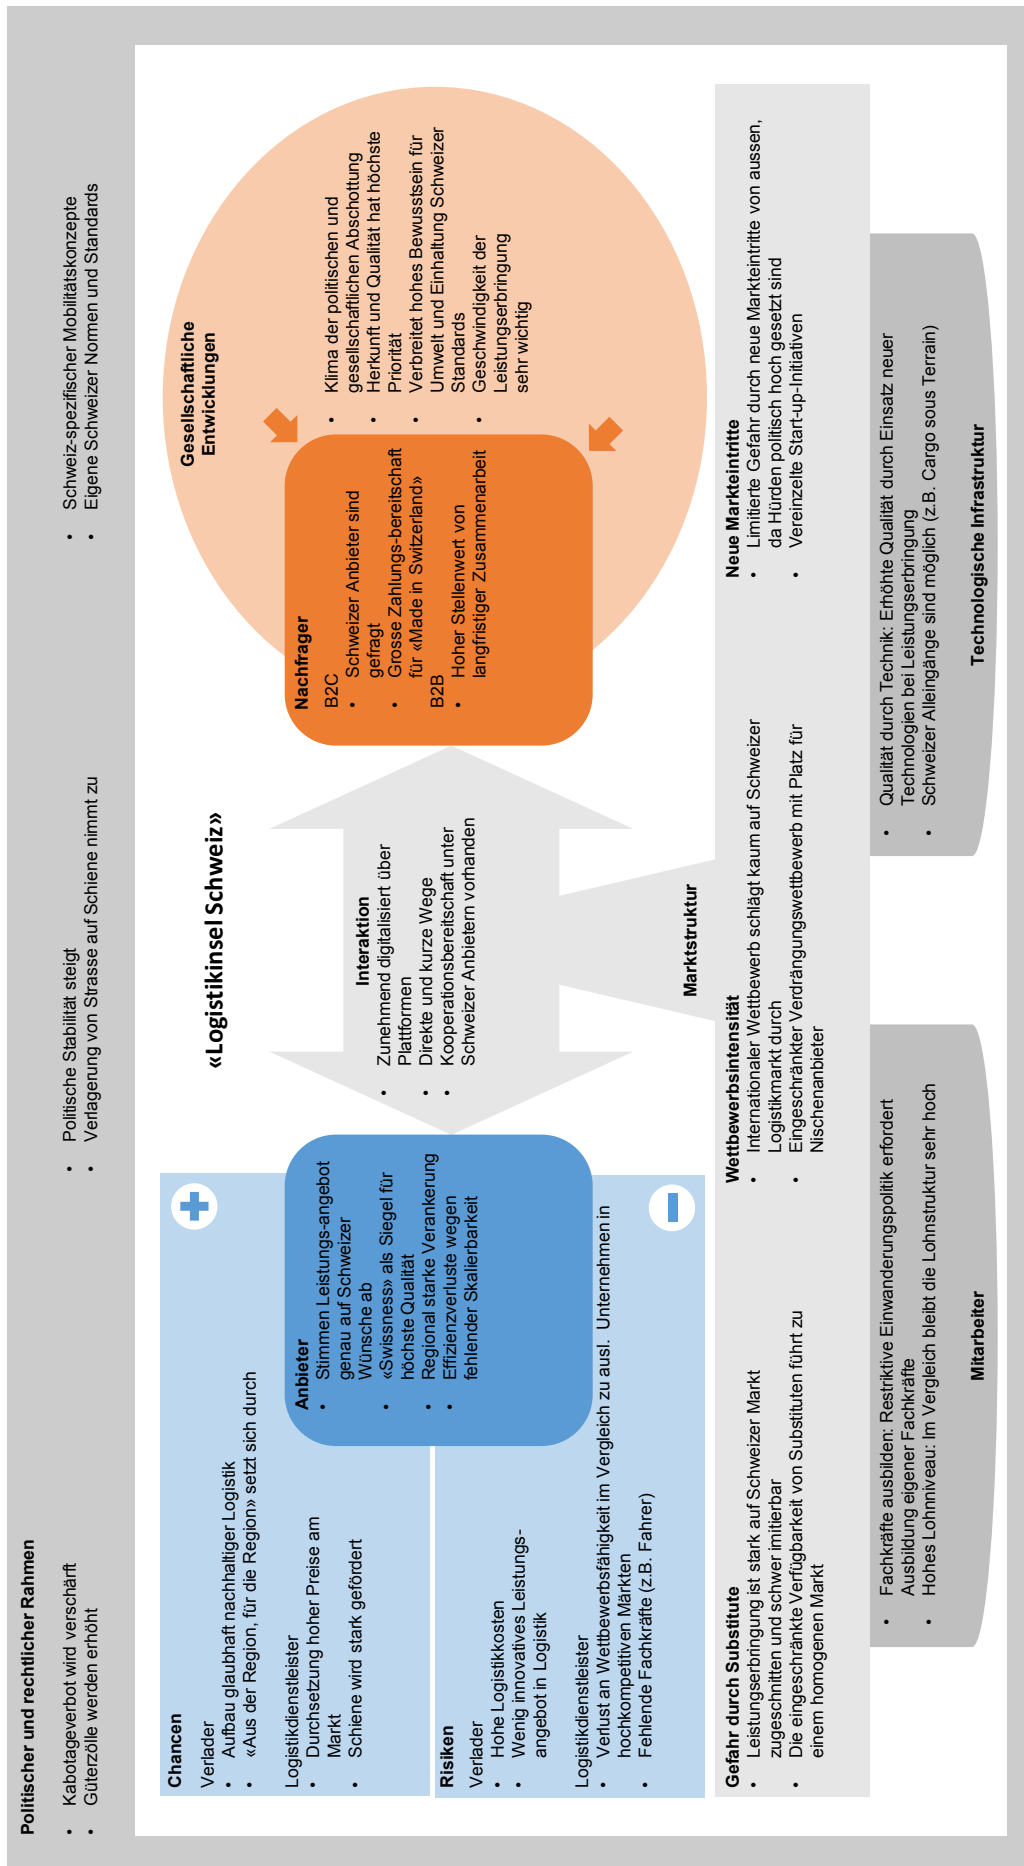 Politischer und rechtlicher Rahmen
• Kabotageverbot wird verschärft
• Güterzölle werden erhöht
• Politische Stabilität steigt
• Verlagerung von Strasse auf Schiene nimmt zu
• Schweiz-spezifischer Mobilitätskonzepte
• Eigene Schweizer Normen und Standards
«Logistikinsel Schweiz»
Chancen
Verlader
• Aufbau glaubhaft nachhaltiger Logistik
• «Aus der Region, für die Region» setzt sich durch
Logistikdienstleister
• Durchsetzung hoher Preise am
Markt
• Schiene wird stark gefördert
Risiken
Verlader
• Hohe Logistikkosten
• Wenig innovatives Leistungs-
angebot in Logistik
Logistikdienstleister
• Verlust an Wettbewerbsfähigkeit im Vergleich zu ausl. Unternehmen in
hochkompetitiven Märkten
• Fehlende Fachkräfte (z.B. Fahrer)
Anbieter
• Stimmen Leistungs-angebot
genau auf Schweizer
Wünsche ab
• «Swissness» als Siegel für
höchste Qualität
• Regional starke Verankerung
• Effizienzverluste wegen
fehlender Skalierbarkeit
Interaktion
• Zunehmend digitalisiert über
Plattformen
• Direkte und kurze Wege
• Kooperationsbereitschaft unter
Schweizer Anbietern vorhanden
Nachfrager
B2C
• Schweizer Anbieter sind
gefragt
• Grosse Zahlungs-bereitschaft
für «Made in Switzerland»
B2B
• Hoher Stellenwert von
langfristiger Zusammenarbeit
Gesellschaftliche
Entwicklungen
• Klima der politischen und
gesellschaftlichen Abschottung
• Herkunft und Qualität hat höchste
Priorität
• Verbreitet hohes Bewusstsein für
Umwelt und Einhaltung Schweizer
Standards
• Geschwindigkeit der
Leistungserbringung
sehr wichtig
Marktstruktur
Gefahr durch Substitute
• Leistungserbringung ist stark auf Schweizer Markt
zugeschnitten und schwer imitierbar
• Die eingeschränkte Verfügbarkeit von Substituten führt zu
einem homogenen Markt
Wettbewerbsintensität
• Internationaler Wettbewerb schlägt kaum auf Schweizer
Logistikmarkt durch
• Eingeschränkter Verdrängungswettbewerb mit Platz für
Nischenanbieter
Neue Markteintritte
• Limitierte Gefahr durch neue Markteintritte von aussen,
da Hürden politisch hoch gesetzt sind
• Vereinzelte Start-up-Initiativen
• Fachkräfte ausbilden: Restriktive Einwanderungspolitik erfordert
Ausbildung eigener Fachkräfte
• Hohes Lohnniveau: Im Vergleich bleibt die Lohnstruktur sehr hoch
Mitarbeiter
• Qualität durch Technik: Erhöhte Qualität durch Einsatz neuer
Technologien bei Leistungserbringung
• Schweizer Alleingänge sind möglich (z.B. Cargo sous Terrain)
Technologische Infrastruktur